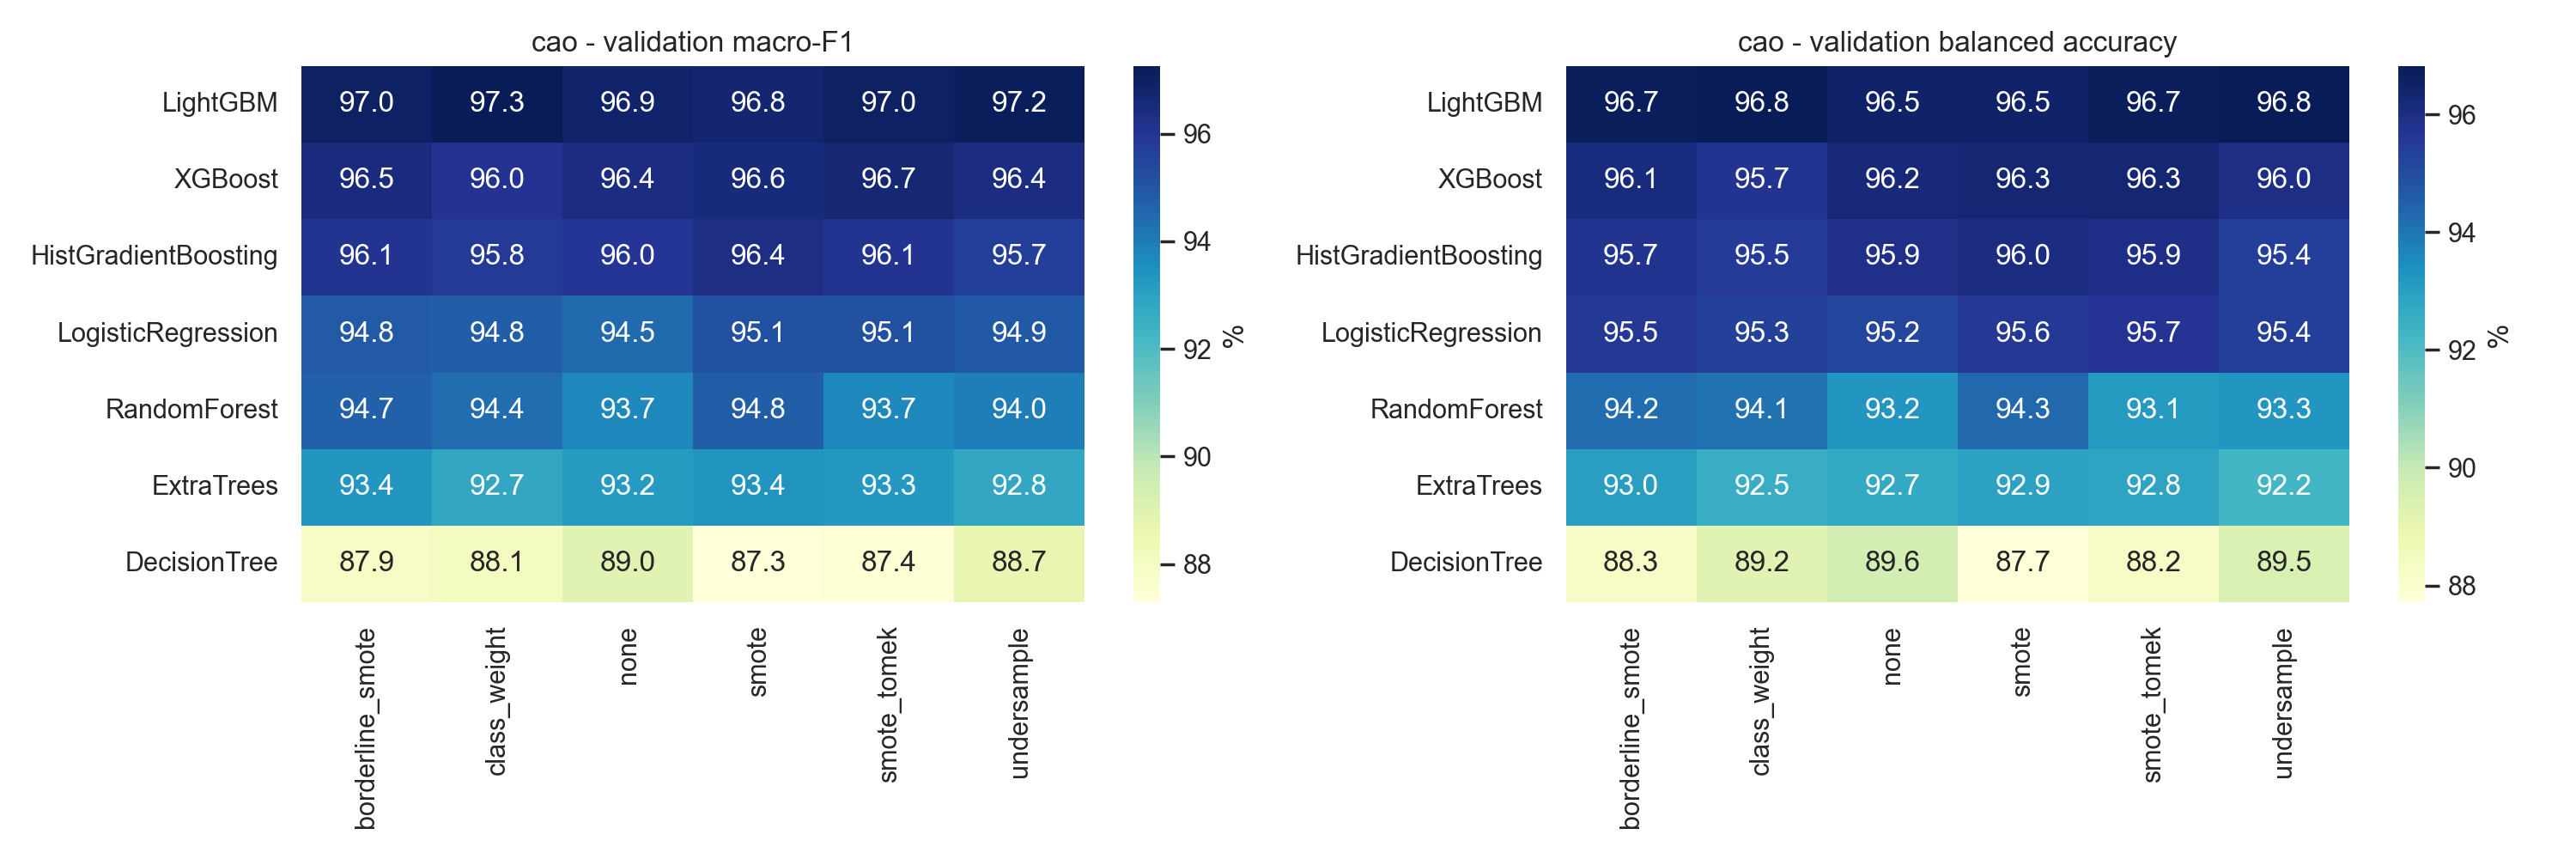 cao - validation macro-F1
LightGBM 97.0 97.3 96.9 96.8 97.0 97.2
XGBoost 96.5 96.0 96.4 96.6 96.7 96.4
HistGradientBoosting 96.1 95.8 96.0 96.4 96.1 95.7
LogisticRegression 94.8 94.8 94.5 95.1 95.1 94.9
RandomForest 94.7 94.4 93.7 94.8 93.7 94.0
ExtraTrees 93.4 92.7 93.2 93.4 93.3 92.8
DecisionTree 87.9 88.1 89.0 87.3 87.4 88.7
borderline_smote
class_weight
none
smote
smote_tomek
undersample
96
94
92
90
88
%
cao - validation balanced accuracy
LightGBM 96.7 96.8 96.5 96.5 96.7 96.8
XGBoost 96.1 95.7 96.2 96.3 96.3 96.0
HistGradientBoosting 95.7 95.5 95.9 96.0 95.9 95.4
LogisticRegression 95.5 95.3 95.2 95.6 95.7 95.4
RandomForest 94.2 94.1 93.2 94.3 93.1 93.3
ExtraTrees 93.0 92.5 92.7 92.9 92.8 92.2
DecisionTree 88.3 89.2 89.6 87.7 88.2 89.5
borderline_smote
class_weight
none
smote
smote_tomek
undersample
96
94
92
90
88
%